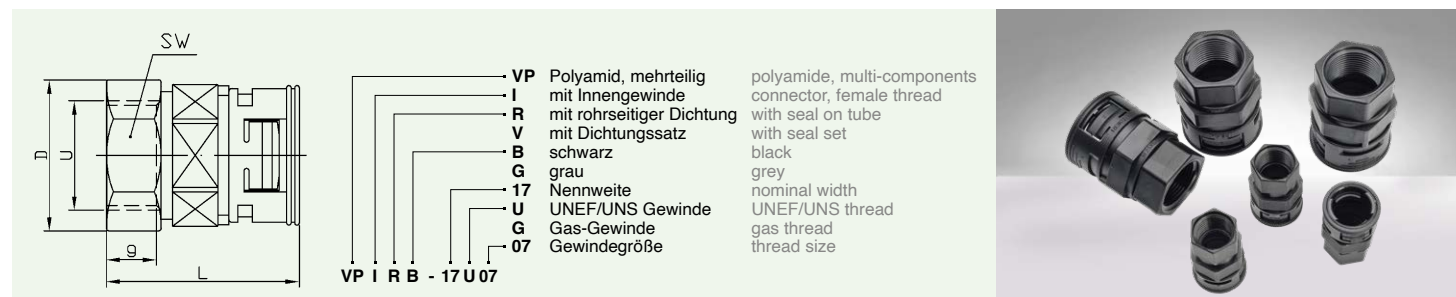 SW
D
U
g
L
VP Polyamid, mehrteilig polyamide, multi-components
I mit Innengewinde connector, female thread
R mit rohrseitiger Dichtung with seal on tube
V mit Dichtungssatz with seal set
B schwarz black
G grau grey
17 Nennweite nominal width
U UNEF/UNS Gewinde UNEF/UNS thread
G Gas-Gewinde gas thread
07 Gewindegröße thread size
VP I R B - 17 U 07